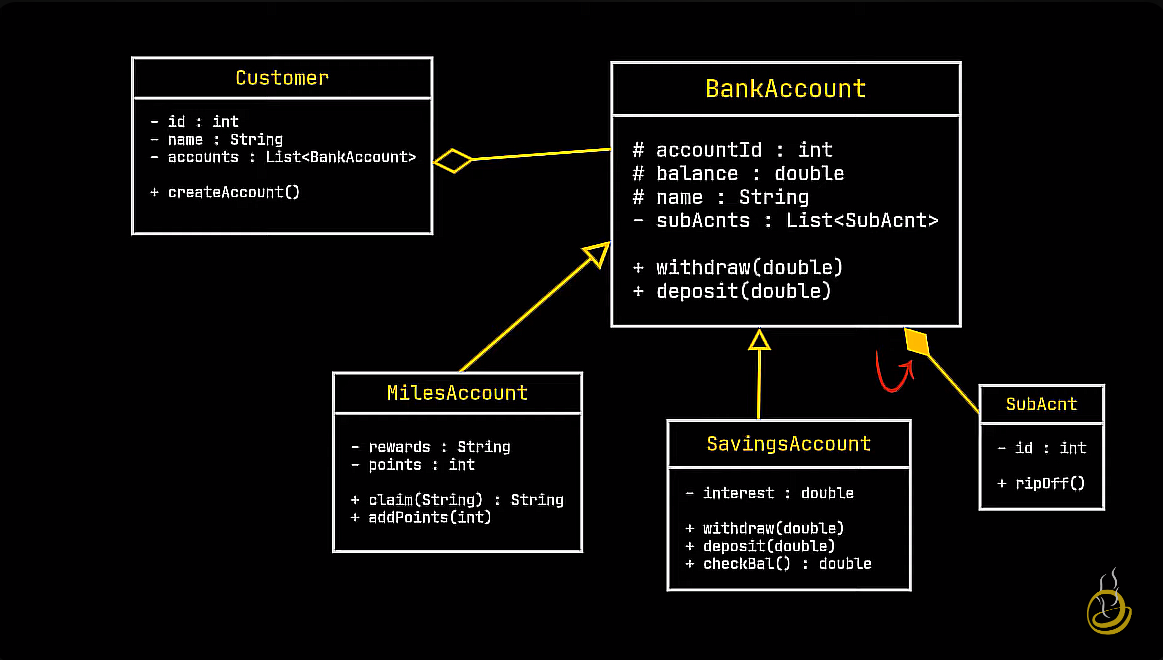 Customer
- id : int
- name : String
- accounts : List<BankAccount>
+ createAccount()
BankAccount
# accountId : int
# balance : double
# name : String
- subAcnts : List<SubAcnt>
+ withdraw(double)
+ deposit(double)
MilesAccount
- rewards : String
- points : int
+ claim(String) : String
+ addPoints(int)
SavingsAccount
- interest : double
+ withdraw(double)
+ deposit(double)
+ checkBal() : double
SubAcnt
- id : int
+ ripOff()